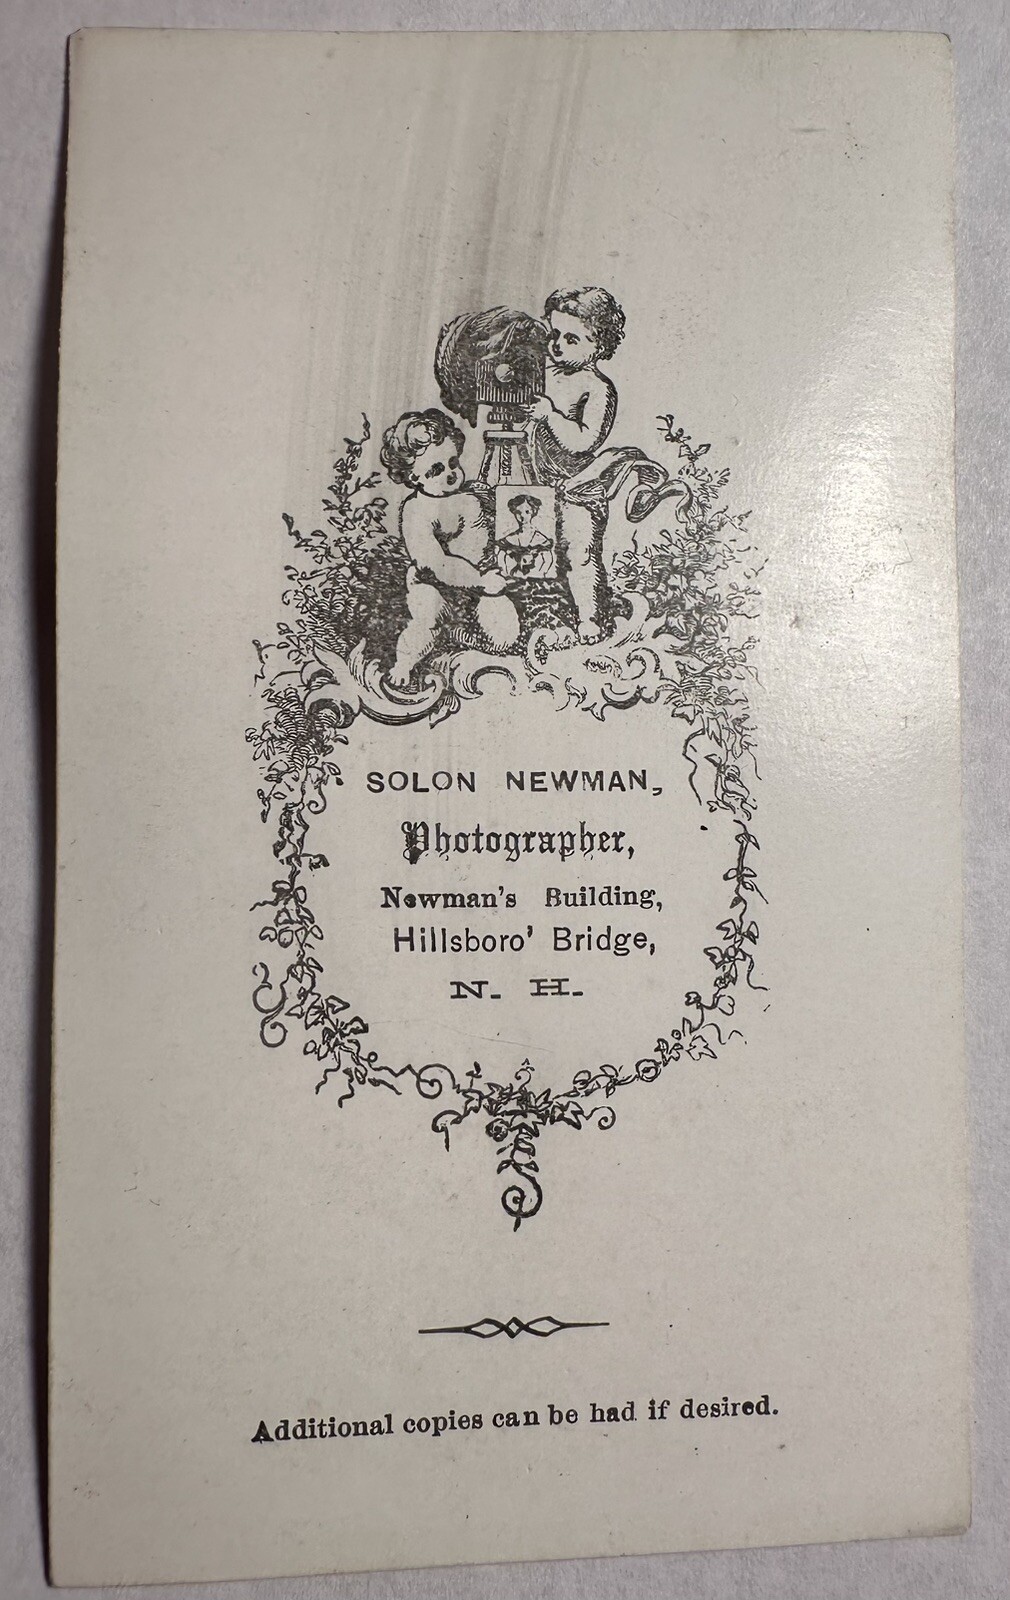 SOLON NEWMAN,
Photographer,
Newman's Building,
Hillsboro' Bridge,
N. H.
Additional copies can be had if desired.